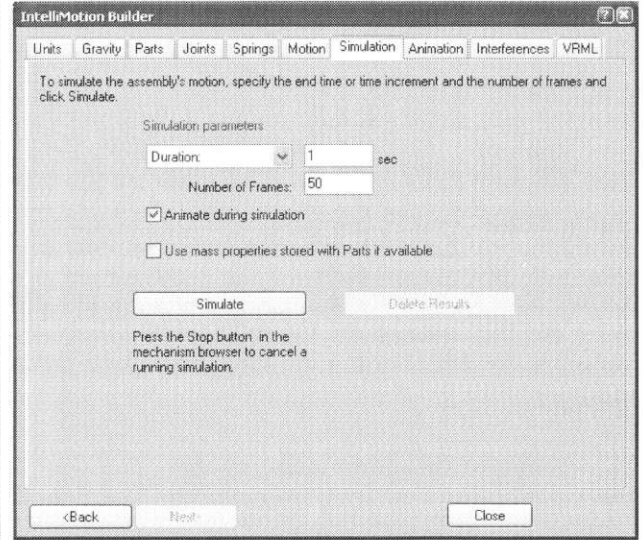 IntelliMotion Builder
Units Gravity Parts Joints Springs Motion Simulation Animation Interferences VRML
To simulate the assembly's motion, specify the end time or time increment and the number of frames and
click Simulate.
Simulation parameters
Duration: 1 sec
Number of Frames: 50
Animate during simulation
Use mass properties stored with Parts if available
Simulate Delete Results
Press the Stop button in the
mechanism browser to cancel a
running simulation.
<Back Next> Close